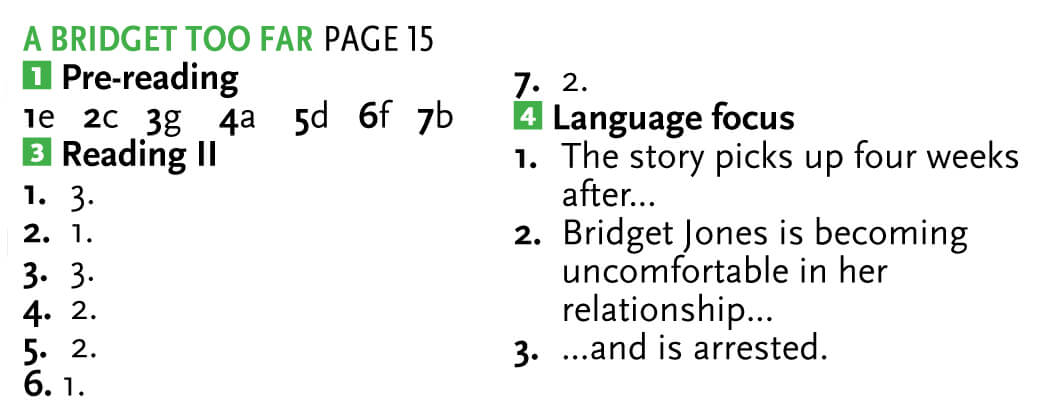 A BRIDGET TOO FAR PAGE 15
1 Pre-reading
1e 2c 3g 4a 5d 6f 7b
3 Reading II
1. 3.
2. 1.
3. 3.
4. 2.
5. 2.
6. 1.
7. 2.
4 Language focus
1. The story picks up four weeks
after...
2. Bridget Jones is becoming
uncomfortable in her
relationship...
3. ...and is arrested.